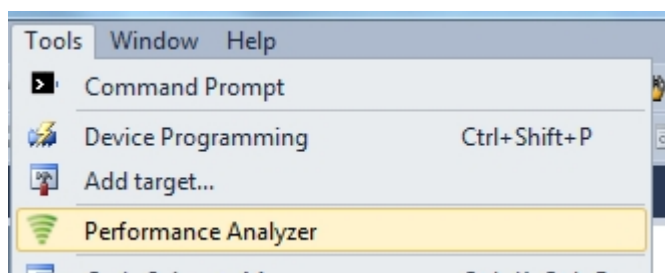 Tools Window Help
Command Prompt
Device Programming Ctrl+Shift+P
Add target...
Performance Analyzer